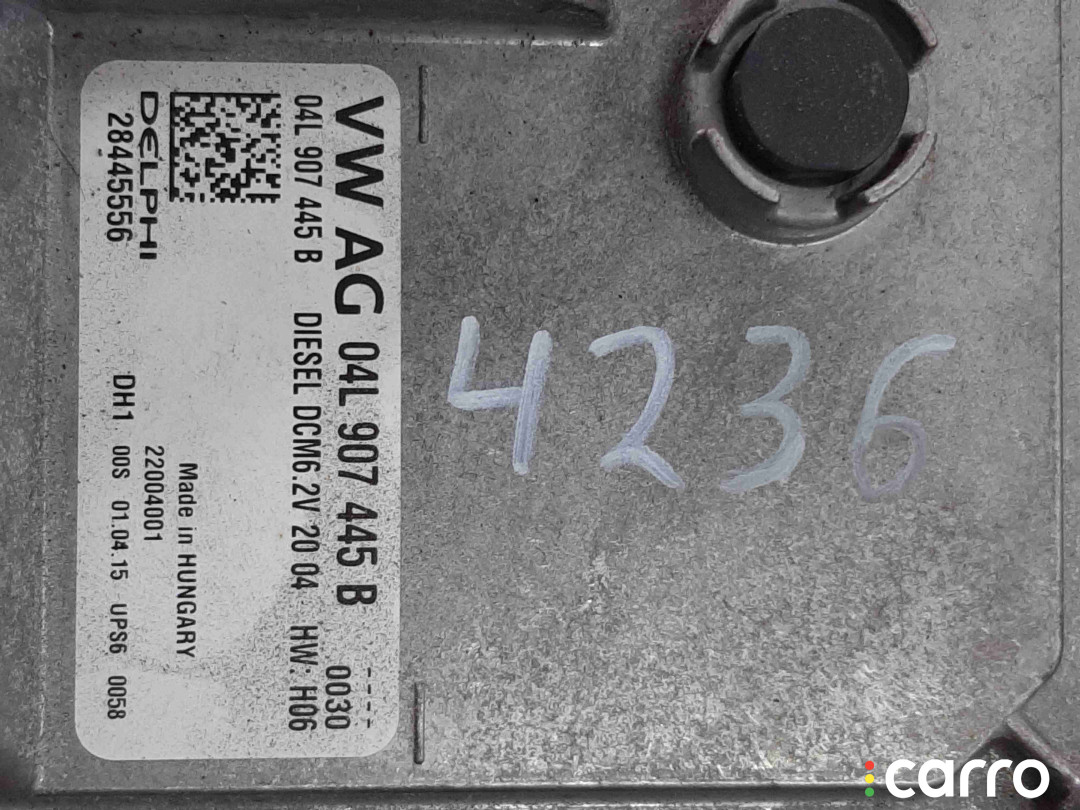 VW AG 04L 907 445 B ----
0030
04L 907 445 B DIESEL DCM6.2V 20 04 HW: H06
Made in HUNGARY
22004001
DELPHI
28445556
DH1 00S 01.04.15 UPS6 0058
4236
carro